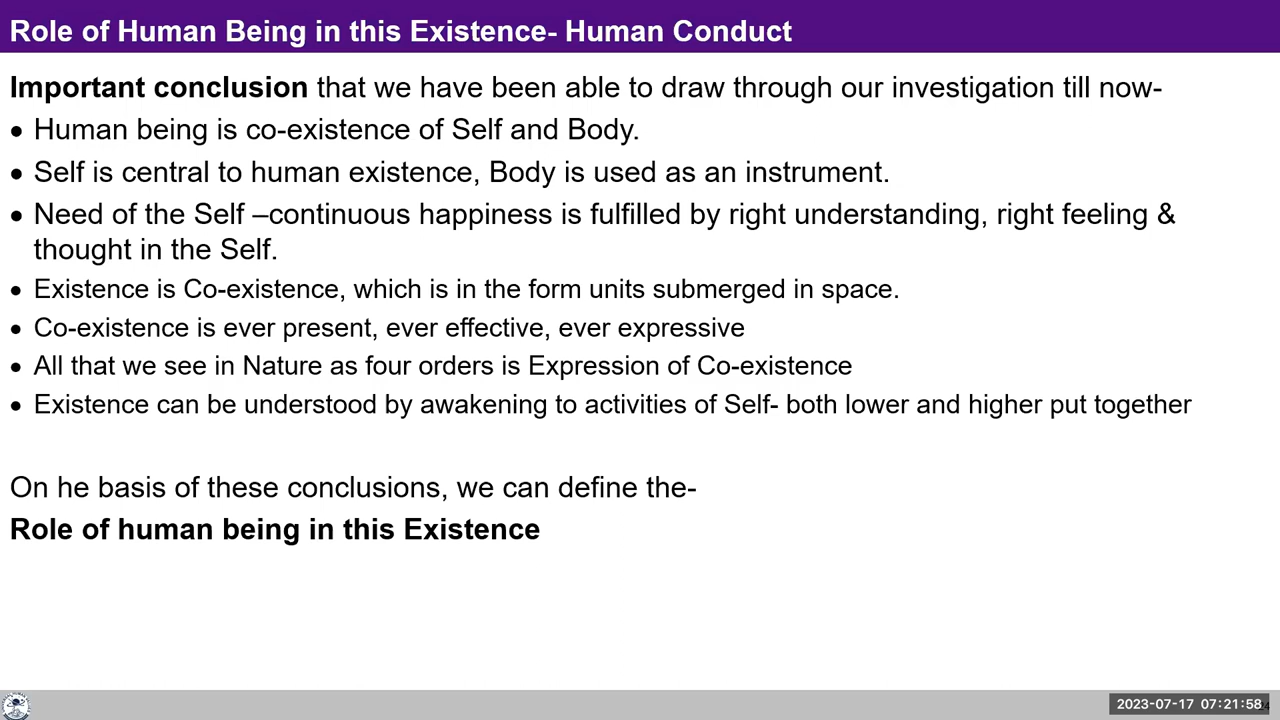 Role of Human Being in this Existence- Human Conduct
Important conclusion that we have been able to draw through our investigation till now-
• Human being is co-existence of Self and Body.
• Self is central to human existence, Body is used as an instrument.
• Need of the Self –continuous happiness is fulfilled by right understanding, right feeling &
thought in the Self.
• Existence is Co-existence, which is in the form units submerged in space.
• Co-existence is ever present, ever effective, ever expressive
• All that we see in Nature as four orders is Expression of Co-existence
• Existence can be understood by awakening to activities of Self- both lower and higher put together
On he basis of these conclusions, we can define the-
Role of human being in this Existence
2023-07-17 07:21:58